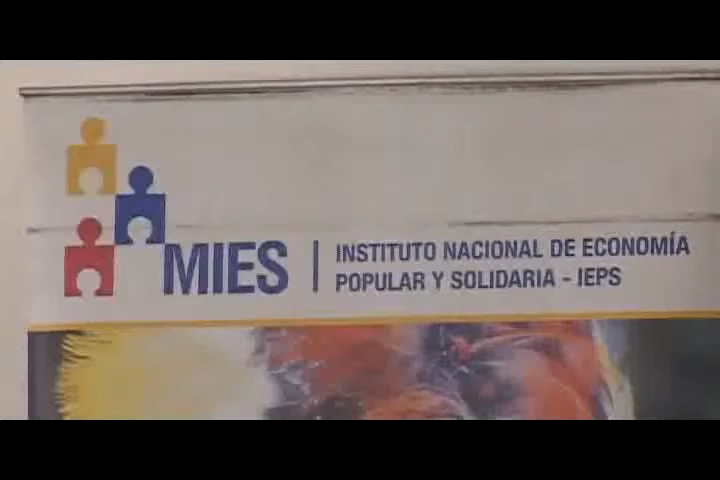 MIES | INSTITUTO NACIONAL DE ECONOMÍA
POPULAR Y SOLIDARIA - IEPS